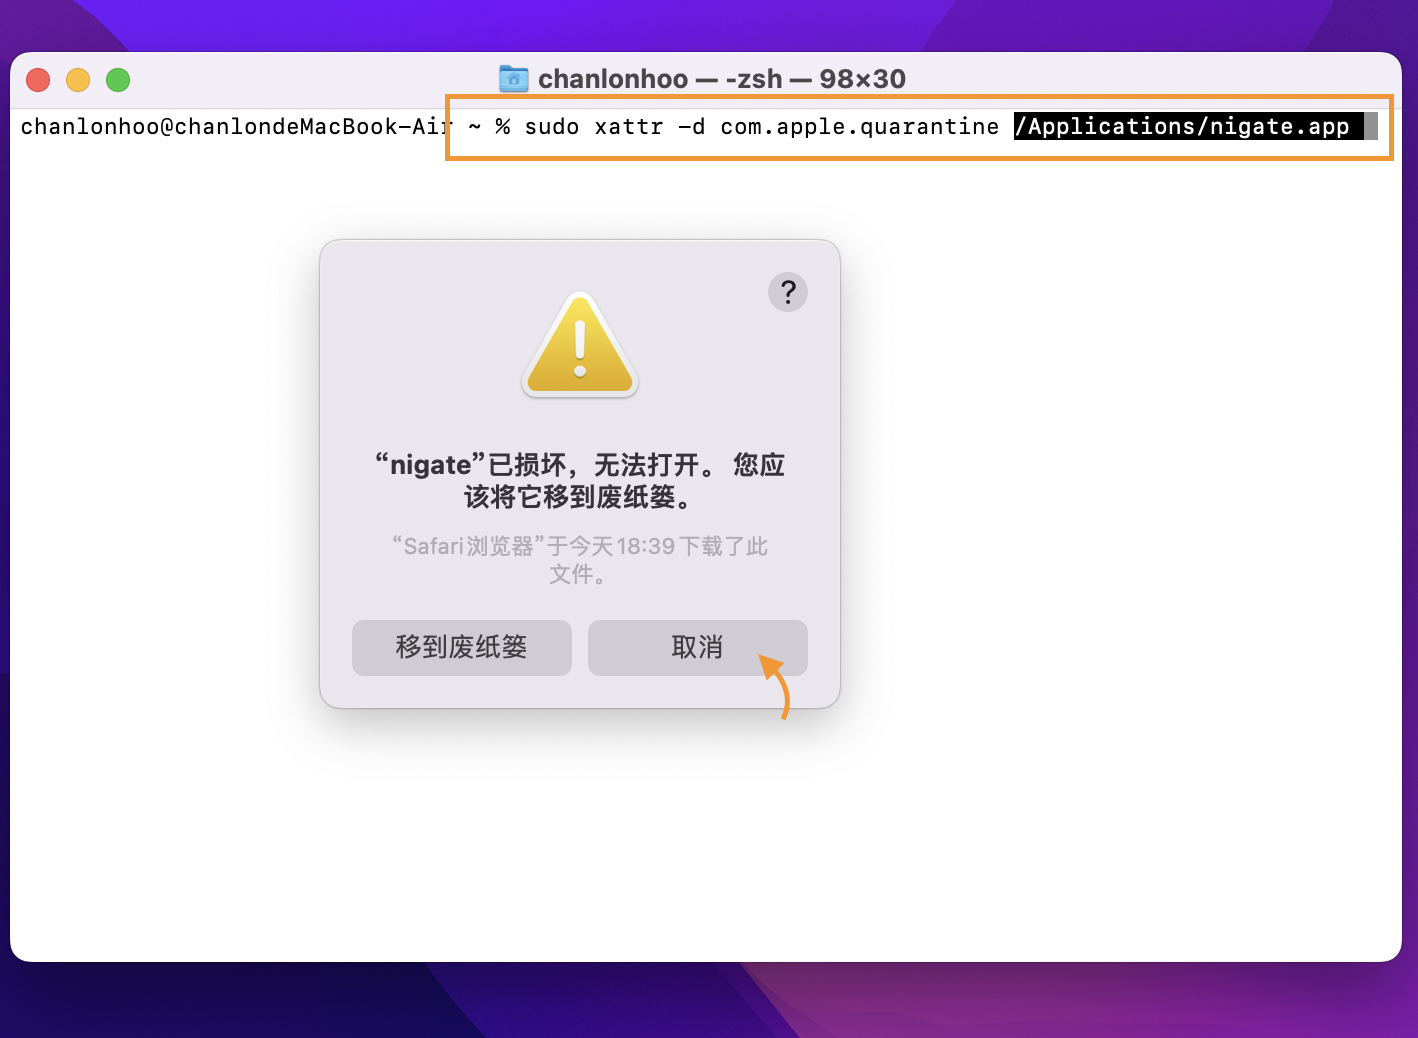 chanlonhoo — -zsh — 98×30
chanlonhoo@chanlondeMacBook-Air ~ % sudo xattr -d com.apple.quarantine /Applications/nigate.app
?
“nigate”已损坏，无法打开。 您应
该将它移到废纸篓。
“Safari浏览器”于今天18:39下载了此
文件。
移到废纸篓
取消